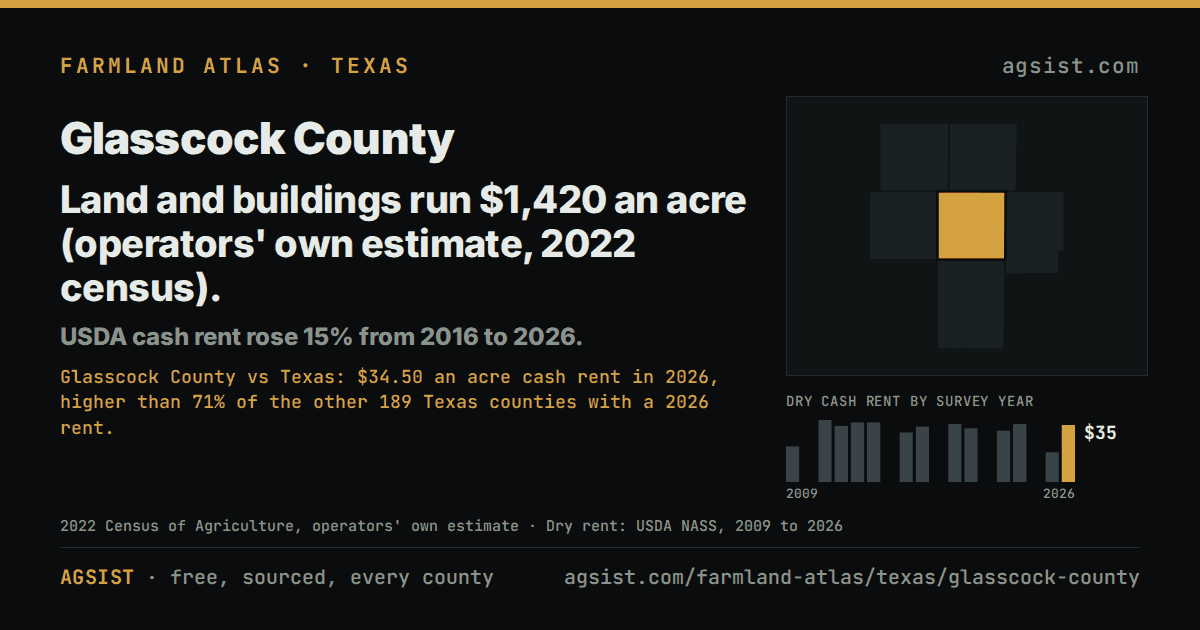 FARMLAND ATLAS · TEXAS
agsist.com
Glasscock County
Land and buildings run $1,420 an acre
(operators' own estimate, 2022
census).
USDA cash rent rose 15% from 2016 to 2026.
Glasscock County vs Texas: $34.50 an acre cash rent in 2026,
higher than 71% of the other 189 Texas counties with a 2026
rent.
DRY CASH RENT BY SURVEY YEAR
$35
2009 2026
2022 Census of Agriculture, operators' own estimate · Dry rent: USDA NASS, 2009 to 2026
AGSIST · free, sourced, every county
agsist.com/farmland-atlas/texas/glasscock-county